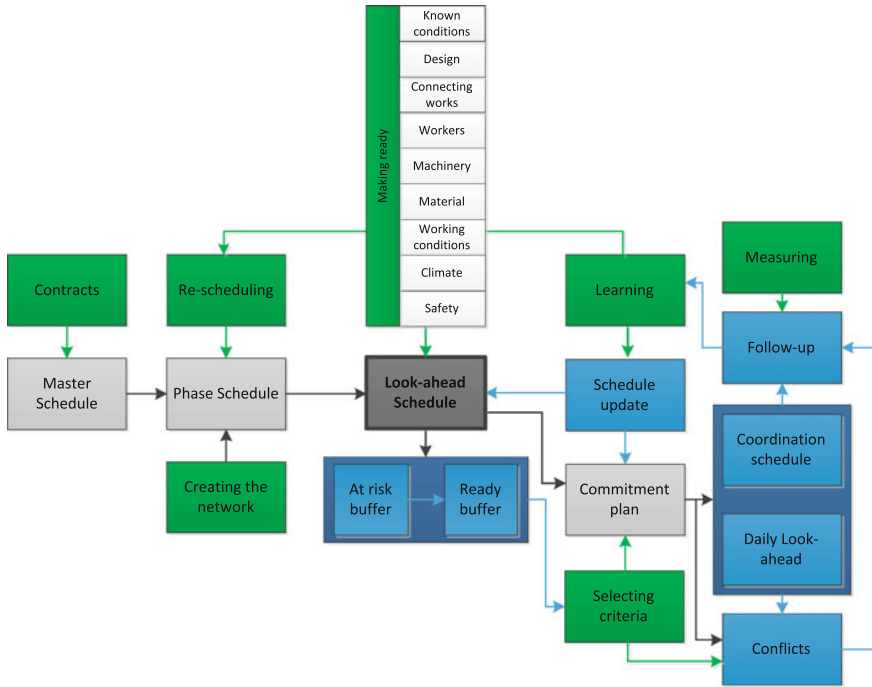 Making ready
Known
conditions
Design
Connecting
works
Workers
Machinery
Material
Working
conditions
Climate
Safety
Contracts
Re-scheduling
Learning
Measuring
Master
Schedule
Phase Schedule
Look-ahead
Schedule
Schedule
update
Follow-up
Creating the
network
At risk
buffer
Ready
buffer
Commitment
plan
Coordination
schedule
Daily Look-
ahead
Selecting
criteria
Conflicts